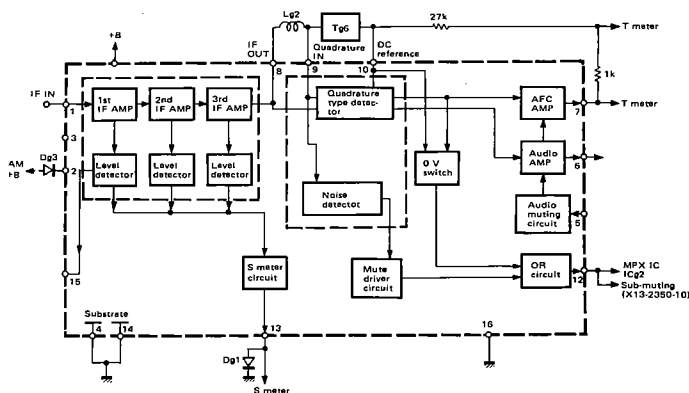 Lg2
Tg6
27k
T meter
+B
IF OUT
8
Quadrature IN
9
DC reference
10
1k
IF IN
1
1st IF AMP
2nd IF AMP
3rd IF AMP
Quadrature type detector
AFC AMP
7
T meter
3
AM +B
Dg3
2
Level detector
Level detector
Level detector
0 V switch
Audio AMP
6
Noise detector
Audio muting circuit
5
15
S meter circuit
Mute driver circuit
OR circuit
12
MPX IC
ICg2
Sub-muting
(X13-2350-10)
Substrate
4
14
13
16
Dg1
S meter